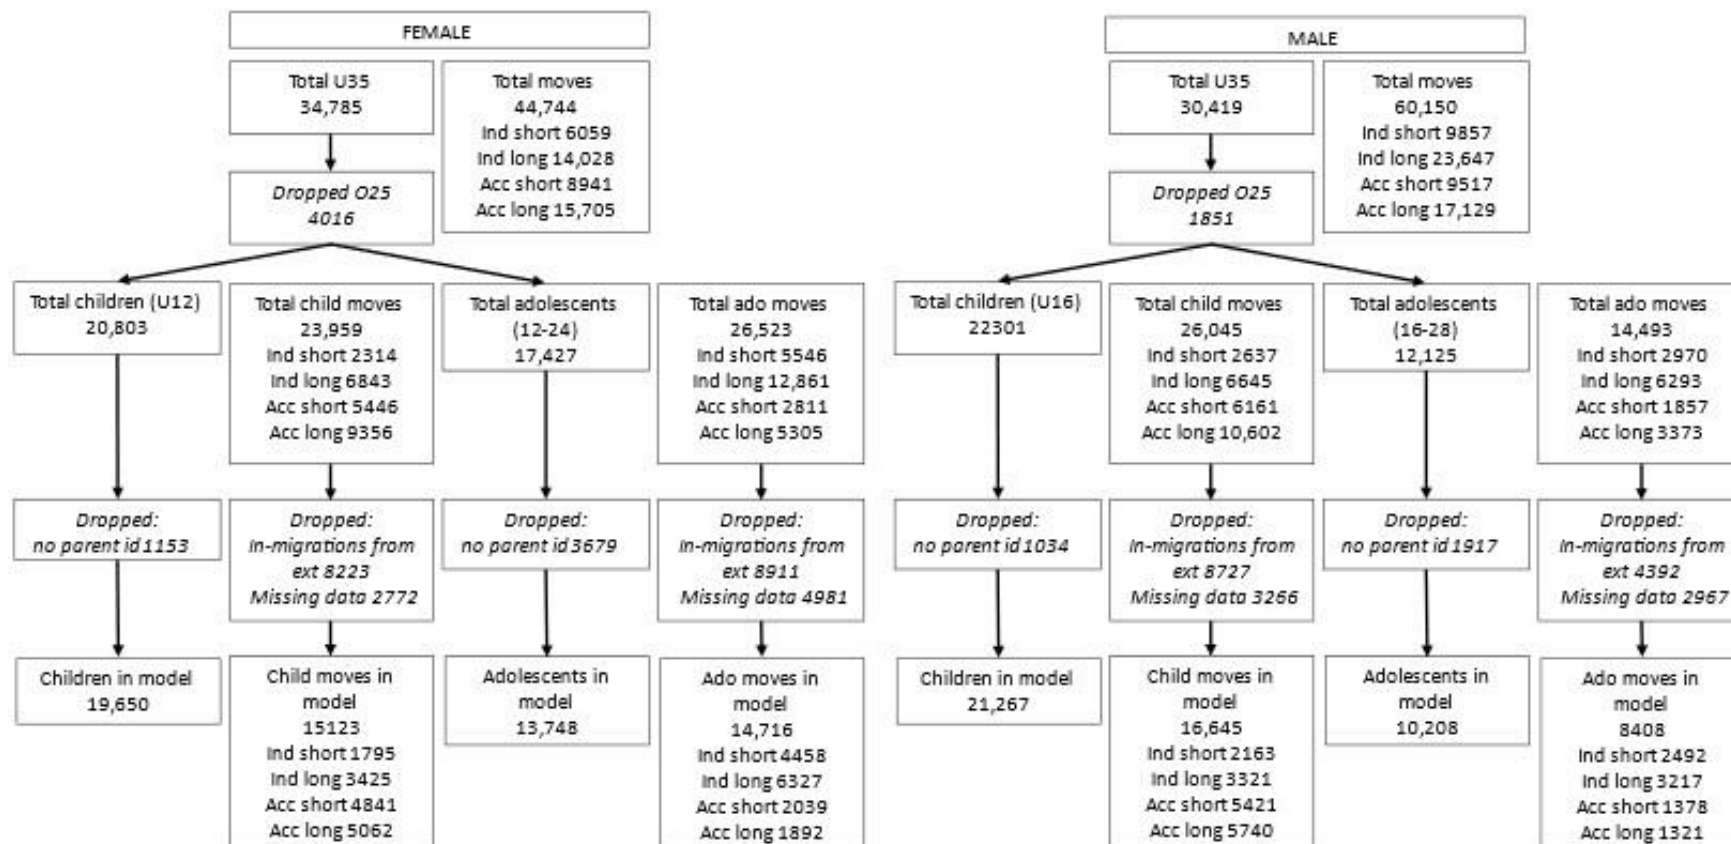 FEMALE
Total U35
34,785
Total moves
44,744
Ind short 6059
Ind long 14,028
Acc short 8941
Acc long 15,705
Dropped O25
4016
Total children (U12)
20,803
Total child moves
23,959
Ind short 2314
Ind long 6843
Acc short 5446
Acc long 9356
Total adolescents
(12-24)
17,427
Total ado moves
26,523
Ind short 5546
Ind long 12,861
Acc short 2811
Acc long 5305
Dropped:
no parent id 1153
Dropped:
In-migrations from
ext 8223
Missing data 2772
Dropped:
no parent id 3679
Dropped:
In-migrations from
ext 8911
Missing data 4981
Children in model
19,650
Child moves in
model
15123
Ind short 1795
Ind long 3425
Acc short 4841
Acc long 5062
Adolescents in
model
13,748
Ado moves in
model
14,716
Ind short 4458
Ind long 6327
Acc short 2039
Acc long 1892
MALE
Total U35
30,419
Total moves
60,150
Ind short 9857
Ind long 23,647
Acc short 9517
Acc long 17,129
Dropped O25
1851
Total children (U16)
22301
Total child moves
26,045
Ind short 2637
Ind long 6645
Acc short 6161
Acc long 10,602
Total adolescents
(16-28)
12,125
Total ado moves
14,493
Ind short 2970
Ind long 6293
Acc short 1857
Acc long 3373
Dropped:
no parent id 1034
Dropped:
In-migrations from
ext 8727
Missing data 3266
Dropped:
no parent id 1917
Dropped:
In-migrations from
ext 4392
Missing data 2967
Children in model
21,267
Child moves in
model
16,645
Ind short 2163
Ind long 3321
Acc short 5421
Acc long 5740
Adolescents in
model
10,208
Ado moves in
model
8408
Ind short 2492
Ind long 3217
Acc short 1378
Acc long 1321